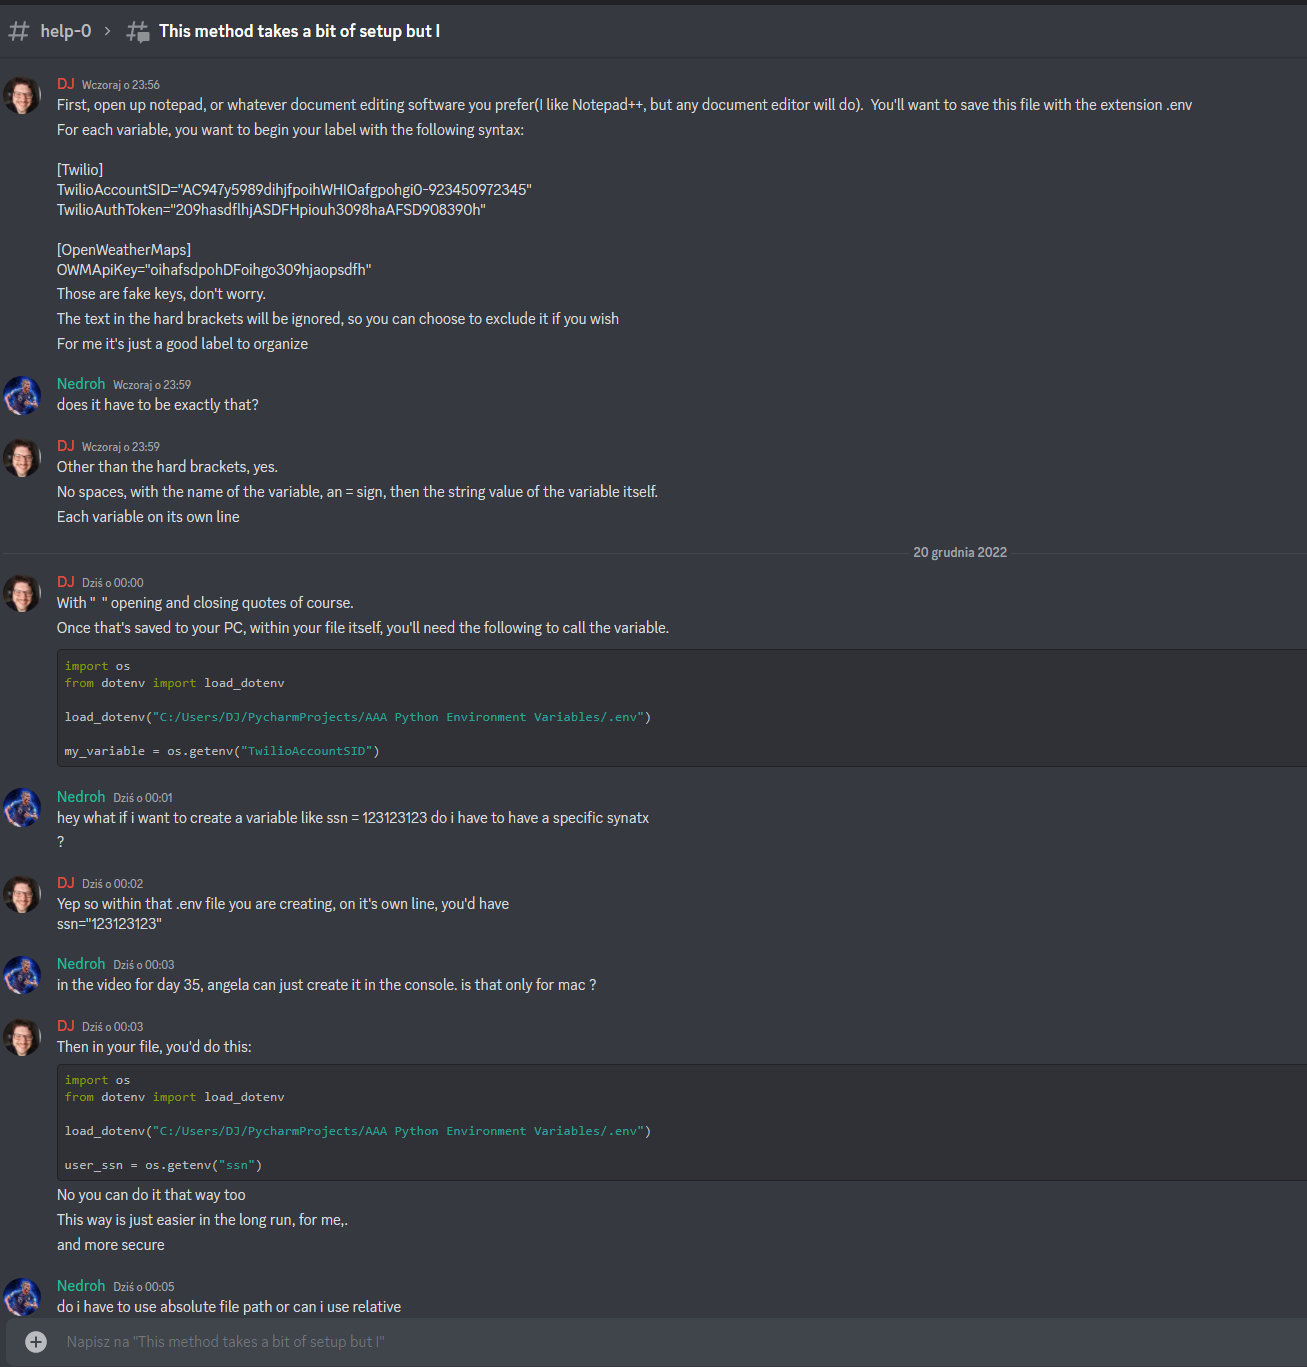 help-0 > This method takes a bit of setup but I
DJ Wczoraj o 23:56
First, open up notepad, or whatever document editing software you prefer(I like Notepad++, but any document editor will do).  You'll want to save this file with the extension .env
For each variable, you want to begin your label with the following syntax:
[Twilio]
TwilioAccountSID="AC947y5989dihjfpoihWHIOafgpohgi0-923450972345"
TwilioAuthToken="209hasdflhjASDFHpiouh3098haAFSD908390h"
[OpenWeatherMaps]
OWMApiKey="oihafsdpohDFoihgo309hjaopsdfh"
Those are fake keys, don't worry.
The text in the hard brackets will be ignored, so you can choose to exclude it if you wish
For me it's just a good label to organize
Nedroh Wczoraj o 23:59
does it have to be exactly that?
DJ Wczoraj o 23:59
Other than the hard brackets, yes.
No spaces, with the name of the variable, an = sign, then the string value of the variable itself.
Each variable on its own line
20 grudnia 2022
DJ Dziś o 00:00
With "  " opening and closing quotes of course.
Once that's saved to your PC, within your file itself, you'll need the following to call the variable.
import os
from dotenv import load_dotenv
load_dotenv("C:/Users/DJ/PycharmProjects/AAA Python Environment Variables/.env")
my_variable = os.getenv("TwilioAccountSID")
Nedroh Dziś o 00:01
hey what if i want to create a variable like ssn = 123123123 do i have to have a specific synatx
?
DJ Dziś o 00:02
Yep so within that .env file you are creating, on it's own line, you'd have
ssn="123123123"
Nedroh Dziś o 00:03
in the video for day 35, angela can just create it in the console. is that only for mac ?
DJ Dziś o 00:03
Then in your file, you'd do this:
import os
from dotenv import load_dotenv
load_dotenv("C:/Users/DJ/PycharmProjects/AAA Python Environment Variables/.env")
user_ssn = os.getenv("ssn")
No you can do it that way too
This way is just easier in the long run, for me,.
and more secure
Nedroh Dziś o 00:05
do i have to use absolute file path or can i use relative
Napisz na "This method takes a bit of setup but I"